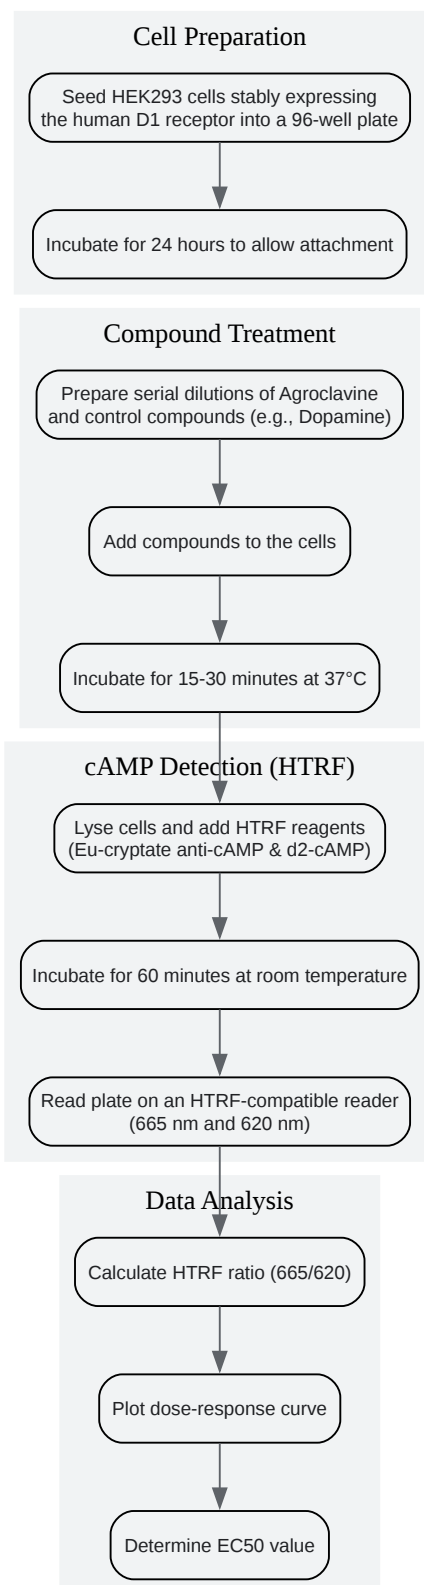 Cell Preparation
Seed HEK293 cells stably expressing
the human D1 receptor into a 96-well plate
Incubate for 24 hours to allow attachment
Compound Treatment
Prepare serial dilutions of Agroclavine
and control compounds (e.g., Dopamine)
Add compounds to the cells
Incubate for 15-30 minutes at 37°C
cAMP Detection (HTRF)
Lyse cells and add HTRF reagents
(Eu-cryptate anti-cAMP & d2-cAMP)
Incubate for 60 minutes at room temperature
Read plate on an HTRF-compatible reader
(665 nm and 620 nm)
Data Analysis
Calculate HTRF ratio (665/620)
Plot dose-response curve
Determine EC50 value